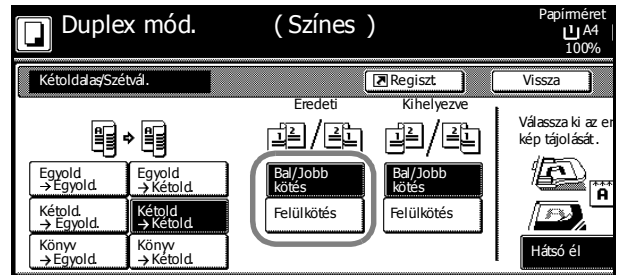 Duplex mód. ( Színes )
Papírméret
A4
100%
Kétoldalas/Szétvál.
Regiszt.
Vissza
Eredeti
Kihelyezve
Válassza ki az er
kép tájolását.
Egyold
→Egyold.
Egyold
→Kétold.
Bal/Jobb
kötés
Bal/Jobb
kötés
Kétold.
→ Egyold.
Kétold
→ Kétold.
Felülkötés
Felülkötés
Könyv
→Egyold.
Könyv
→Kétold.
Hátsó él